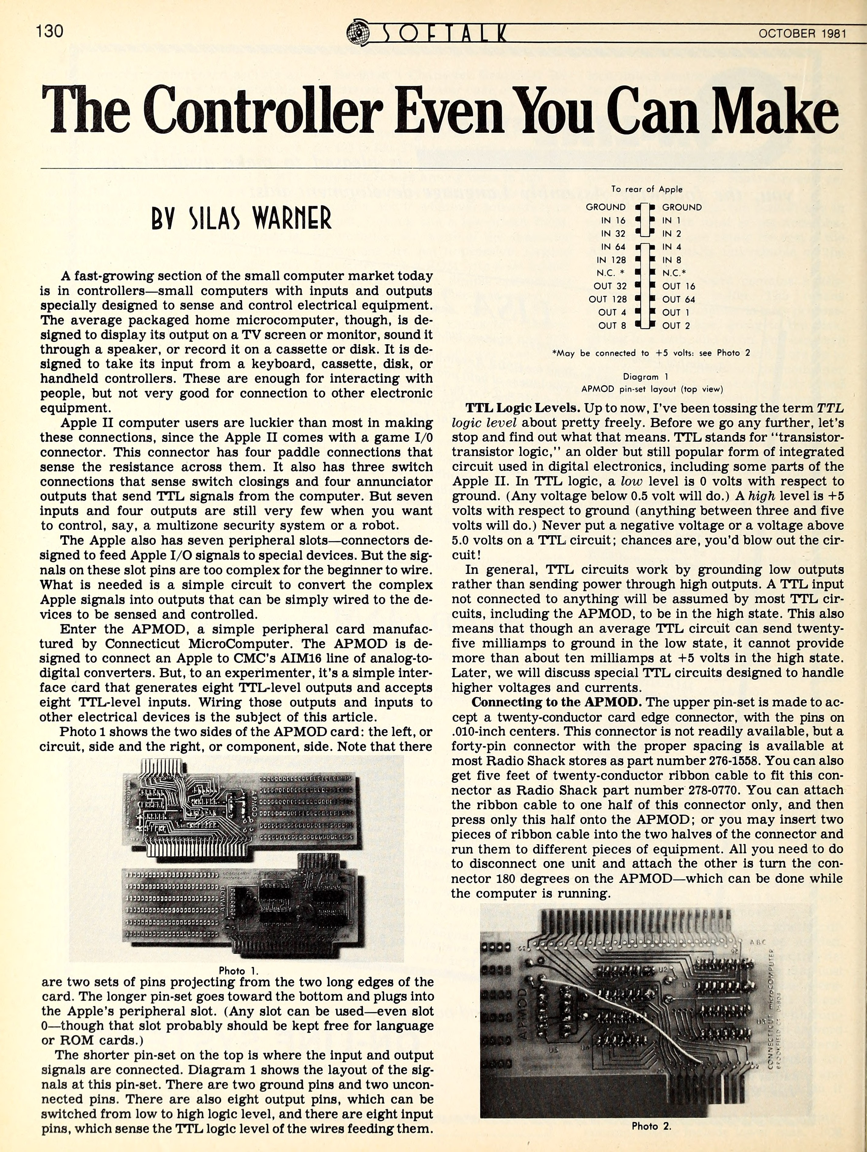 130
SOFTALK
OCTOBER 1981
The Controller Even You Can Make
BY SILAS WARNER
A fast-growing section of the small computer market today
is in controllers—small computers with inputs and outputs
specially designed to sense and control electrical equipment.
The average packaged home microcomputer, though, is de-
signed to display its output on a TV screen or monitor, sound it
through a speaker, or record it on a cassette or disk. It is de-
signed to take its input from a keyboard, cassette, disk, or
handheld controllers. These are enough for interacting with
people, but not very good for connection to other electronic
equipment.
Apple II computer users are luckier than most in making
these connections, since the Apple II comes with a game I/0
connector. This connector has four paddle connections that
sense the resistance across them. It also has three switch
connections that sense switch closings and four annunciator
outputs that send TTL signals from the computer. But seven
inputs and four outputs are still very few when you want
to control, say, a multizone security system or a robot.
The Apple also has seven peripheral slots—connectors de-
signed to feed Apple I/O signals to special devices. But the sig-
nals on these slot pins are too complex for the beginner to wire.
What is needed is a simple circuit to convert the complex
Apple signals into outputs that can be simply wired to the de-
vices to be sensed and controlled.
Enter the APMOD, a simple peripheral card manufac-
tured by Connecticut MicroComputer. The APMOD is de-
signed to connect an Apple to CMC's AIM16 line of analog-to-
digital converters. But, to an experimenter, it's a simple inter-
face card that generates eight TTL-level outputs and accepts
eight TTL-level inputs. Wiring those outputs and inputs to
other electrical devices is the subject of this article.
Photo 1 shows the two sides of the APMOD card: the left, or
circuit, side and the right, or component, side. Note that there
Photo 1.
are two sets of pins projecting from the two long edges of the
card. The longer pin-set goes toward the bottom and plugs into
the Apple's peripheral slot. (Any slot can be used—even slot
0—though that slot probably should be kept free for language
or ROM cards.)
The shorter pin-set on the top is where the input and output
signals are connected. Diagram 1 shows the layout of the sig-
nals at this pin-set. There are two ground pins and two uncon-
nected pins. There are also eight output pins, which can be
switched from low to high logic level, and there are eight input
pins, which sense the TTL logic level of the wires feeding them.
To rear of Apple
GROUND GROUND
IN 16 IN 1
IN 32 IN 2
IN 64 IN 4
IN 128 IN 8
N.C. * N.C.*
OUT 32 OUT 16
OUT 128 OUT 64
OUT 4 OUT 1
OUT 8 OUT 2
*May be connected to +5 volts: see Photo 2
Diagram 1
APMOD pin-set layout (top view)
TTL Logic Levels. Up to now, I've been tossing the term TTL
logic level about pretty freely. Before we go any further, let's
stop and find out what that means. TTL stands for "transistor-
transistor logic," an older but still popular form of integrated
circuit used in digital electronics, including some parts of the
Apple II. In TTL logic, a low level is 0 volts with respect to
ground. (Any voltage below 0.5 volt will do.) A high level is +5
volts with respect to ground (anything between three and five
volts will do.) Never put a negative voltage or a voltage above
5.0 volts on a TTL circuit; chances are, you'd blow out the cir-
cuit!
In general, TTL circuits work by grounding low outputs
rather than sending power through high outputs. A TTL input
not connected to anything will be assumed by most TTL cir-
cuits, including the APMOD, to be in the high state. This also
means that though an average TTL circuit can send twenty-
five milliamps to ground in the low state, it cannot provide
more than about ten milliamps at +5 volts in the high state.
Later, we will discuss special TTL circuits designed to handle
higher voltages and currents.
Connecting to the APMOD. The upper pin-set is made to ac-
cept a twenty-conductor card edge connector, with the pins on
.010-inch centers. This connector is not readily available, but a
forty-pin connector with the proper spacing is available at
most Radio Shack stores as part number 276-1558. You can also
get five feet of twenty-conductor ribbon cable to fit this con-
nector as Radio Shack part number 278-0770. You can attach
the ribbon cable to one half of this connector only, and then
press only this half onto the APMOD; or you may insert two
pieces of ribbon cable into the two halves of the connector and
run them to different pieces of equipment. All you need to do
to disconnect one unit and attach the other is turn the con-
nector 180 degrees on the APMOD—which can be done while
the computer is running.
APMOD
ABC
CONNECTICUT
Photo 2.